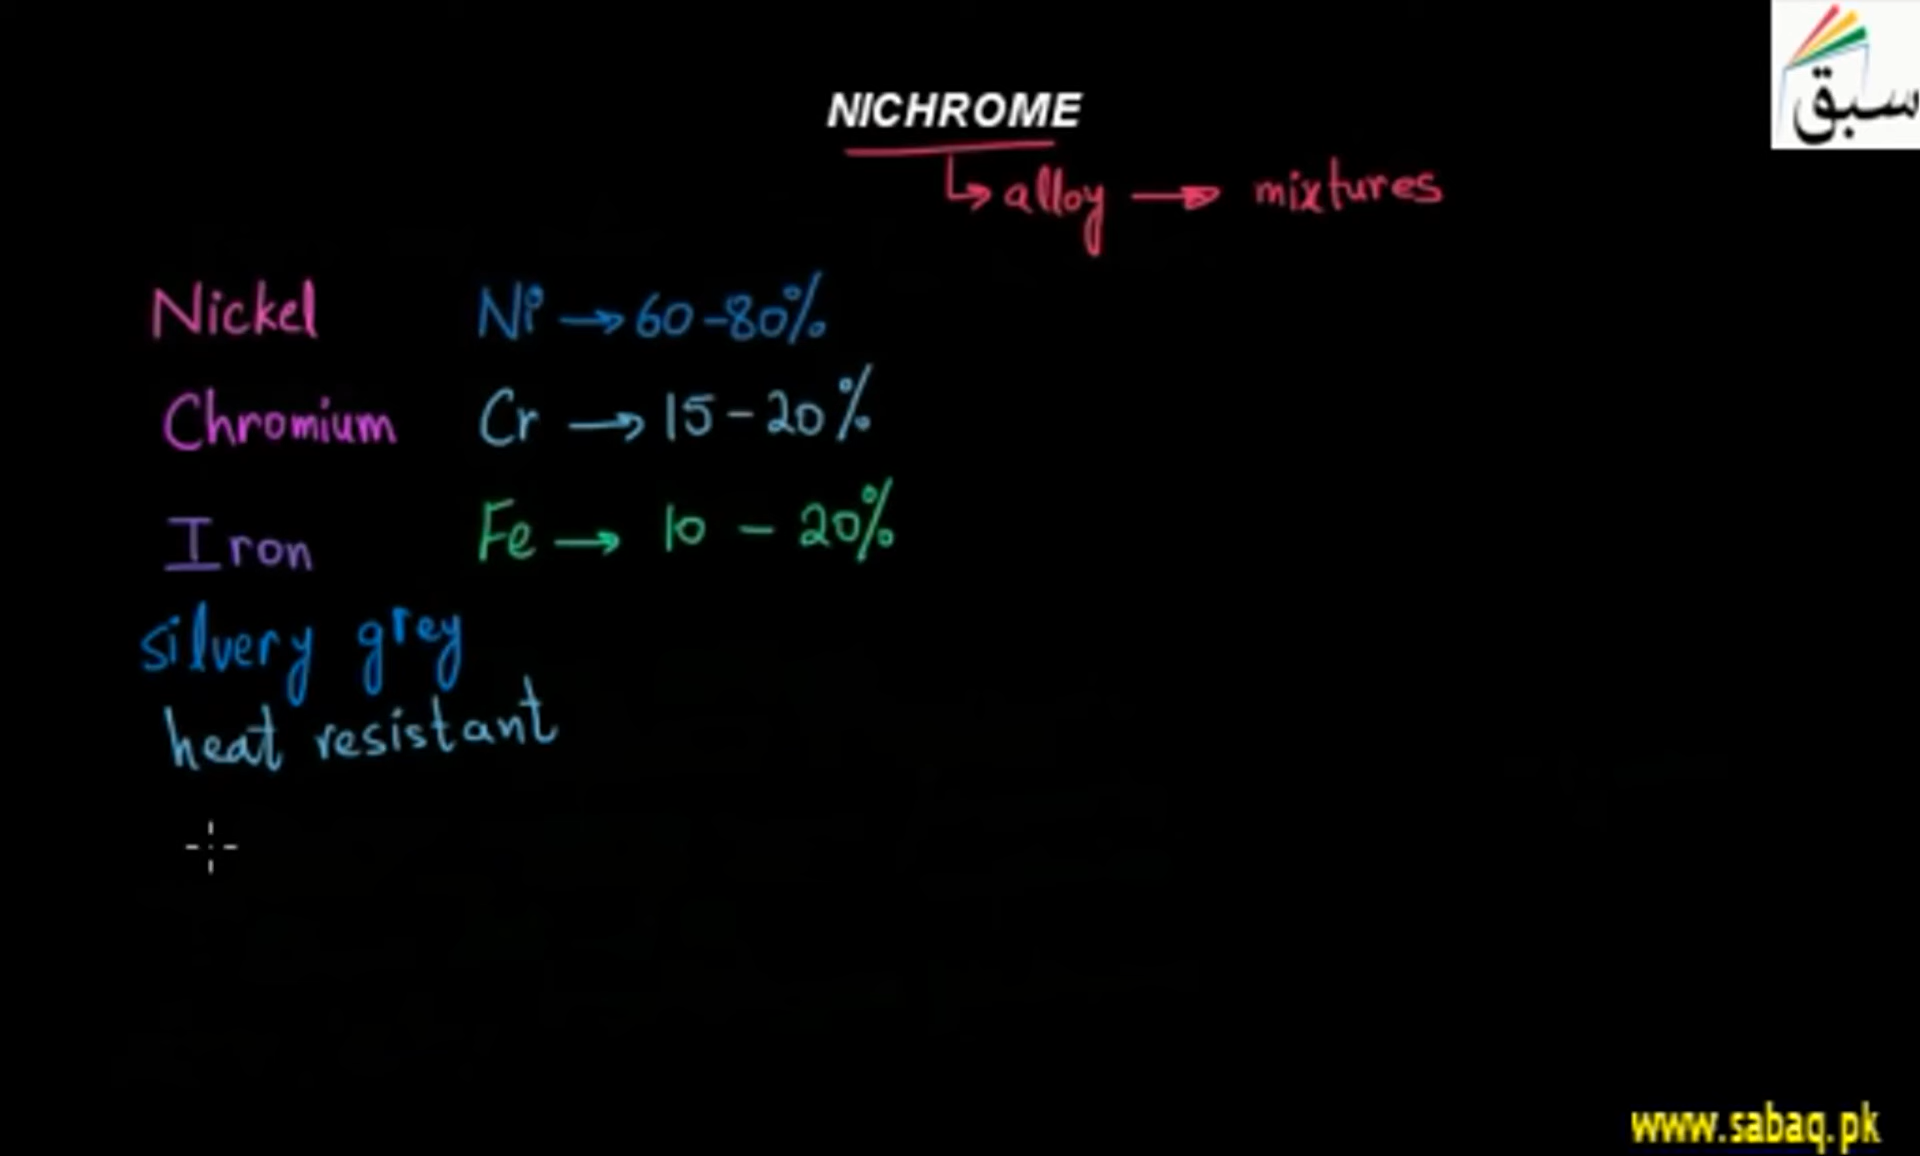 سبق
NICHROME
↳ alloy → mixtures
Nickel Ni → 60-80%
Chromium Cr → 15-20%
Iron Fe → 10 - 20%
silvery grey
heat resistant
www.sabaq.pk